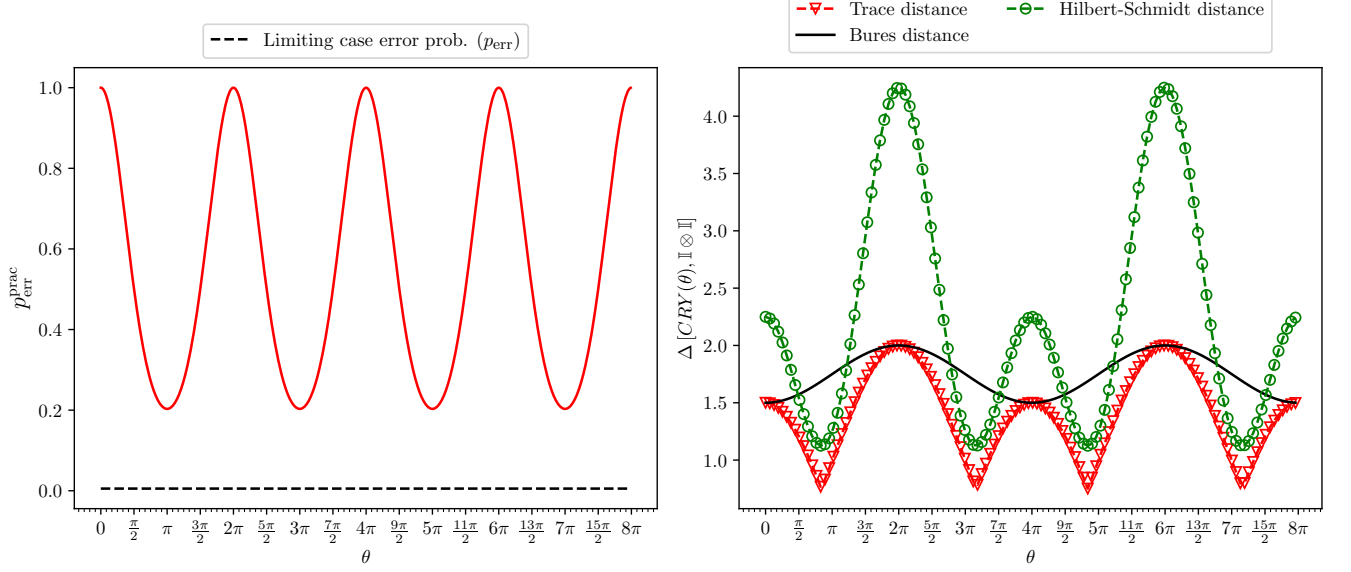 Limiting case error prob. (p_err)
1.0
0.8
0.6
0.4
0.2
0.0
p_err^prac
0 π/2 π 3π/2 2π 5π/2 3π 7π/2 4π 9π/2 5π 11π/2 6π 13π/2 7π 15π/2 8π
θ
Trace distance
Bures distance
Hilbert-Schmidt distance
4.0
3.5
3.0
2.5
2.0
1.5
1.0
Δ [CRY(θ), 𝕀 ⊗ 𝕀]
0 π/2 π 3π/2 2π 5π/2 3π 7π/2 4π 9π/2 5π 11π/2 6π 13π/2 7π 15π/2 8π
θ